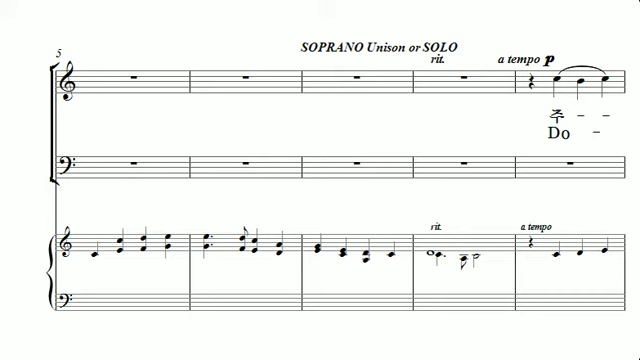 5
SOPRANO Unison or SOLO
rit.
a tempo p
주 - -
Do -
rit.
a tempo